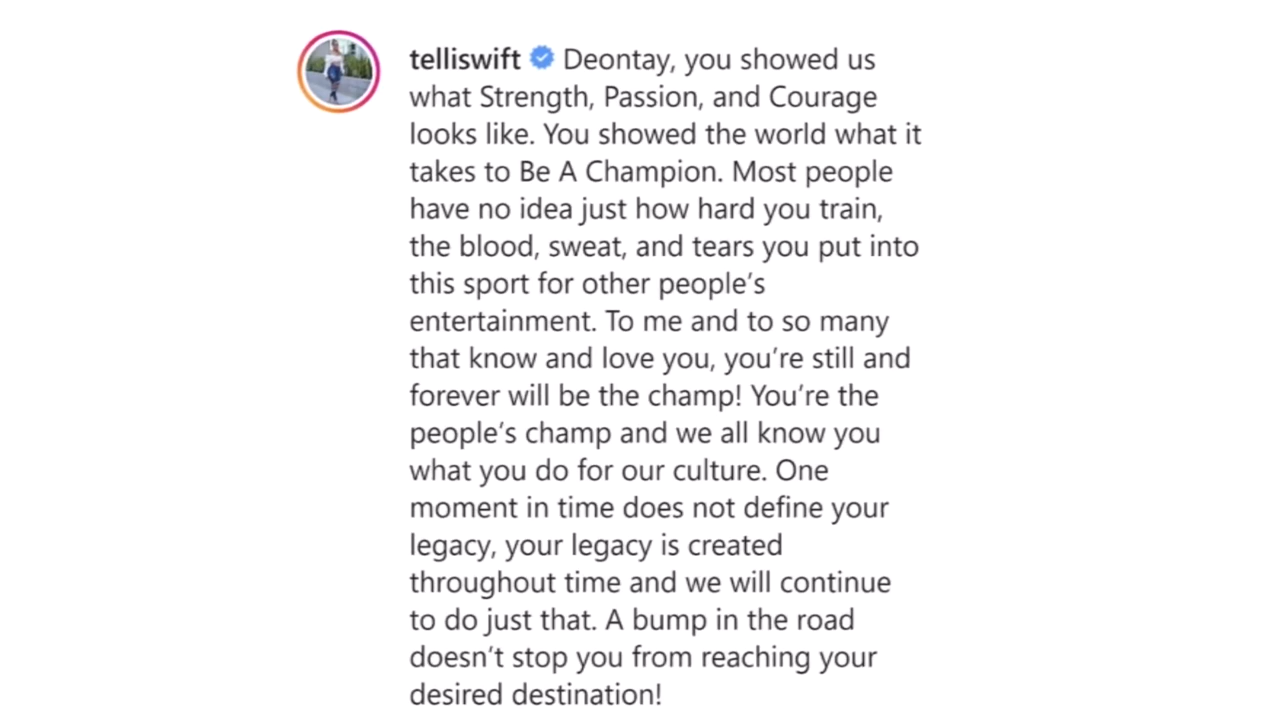 telliswift Deontay, you showed us
what Strength, Passion, and Courage
looks like. You showed the world what it
takes to Be A Champion. Most people
have no idea just how hard you train,
the blood, sweat, and tears you put into
this sport for other people's
entertainment. To me and to so many
that know and love you, you're still and
forever will be the champ! You're the
people's champ and we all know you
what you do for our culture. One
moment in time does not define your
legacy, your legacy is created
throughout time and we will continue
to do just that. A bump in the road
doesn't stop you from reaching your
desired destination!